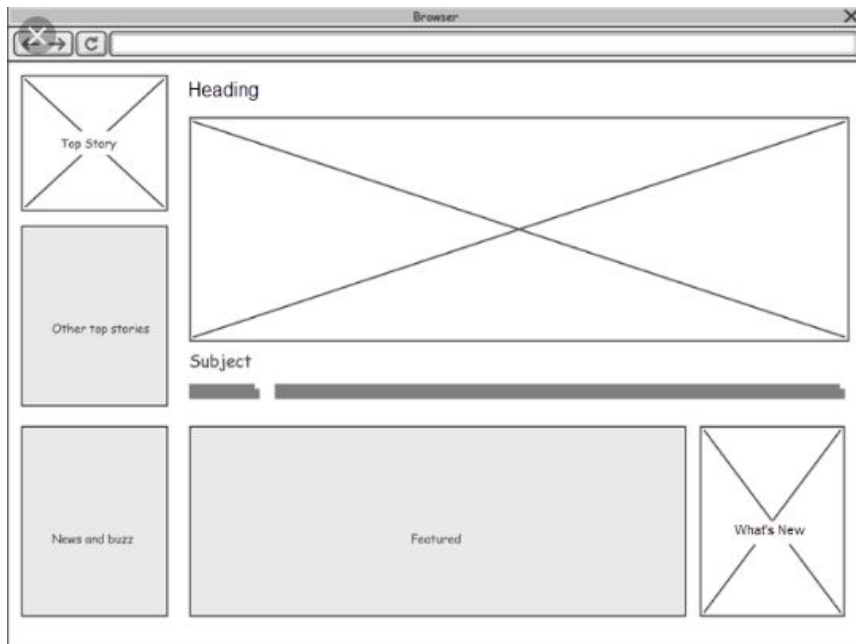 Browser
Heading
Top Story
Other top stories
Subject
News and buzz
Featured
What's New